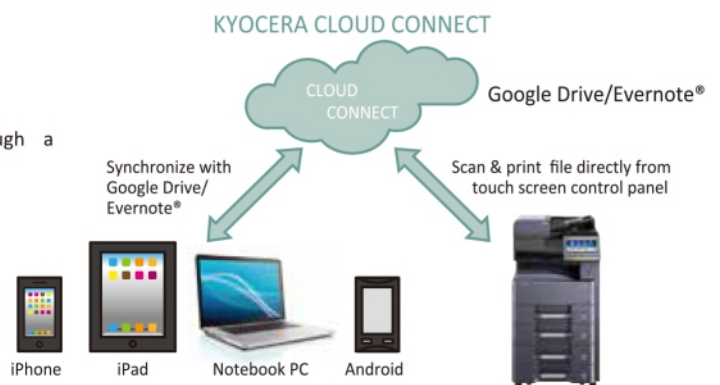 KYOCERA CLOUD CONNECT
CLOUD
CONNECT
Google Drive/Evernote®
ugh a
Synchronize with
Google Drive/
Evernote®
Scan & print file directly from
touch screen control panel
iPhone
iPad
Notebook PC
Android